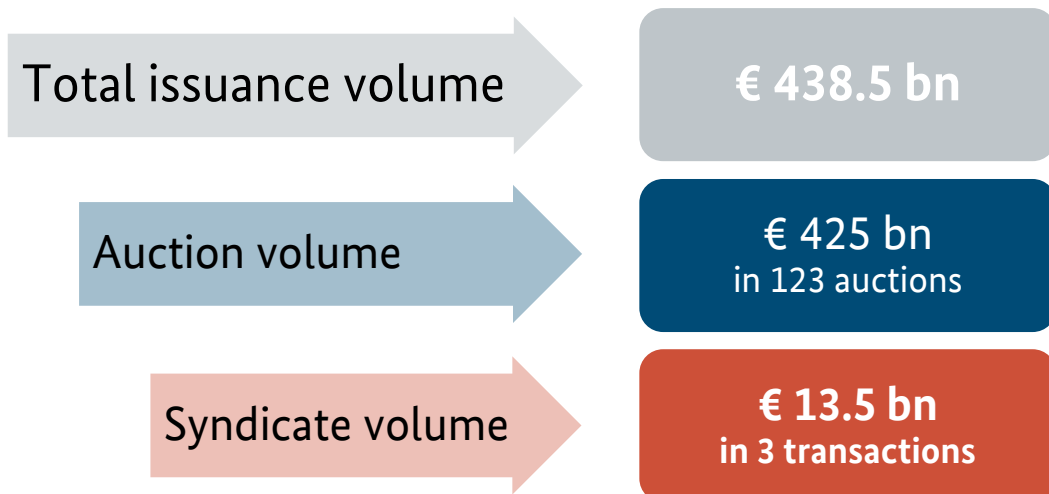 Total issuance volume
€ 438.5 bn
Auction volume
€ 425 bn
in 123 auctions
Syndicate volume
€ 13.5 bn
in 3 transactions